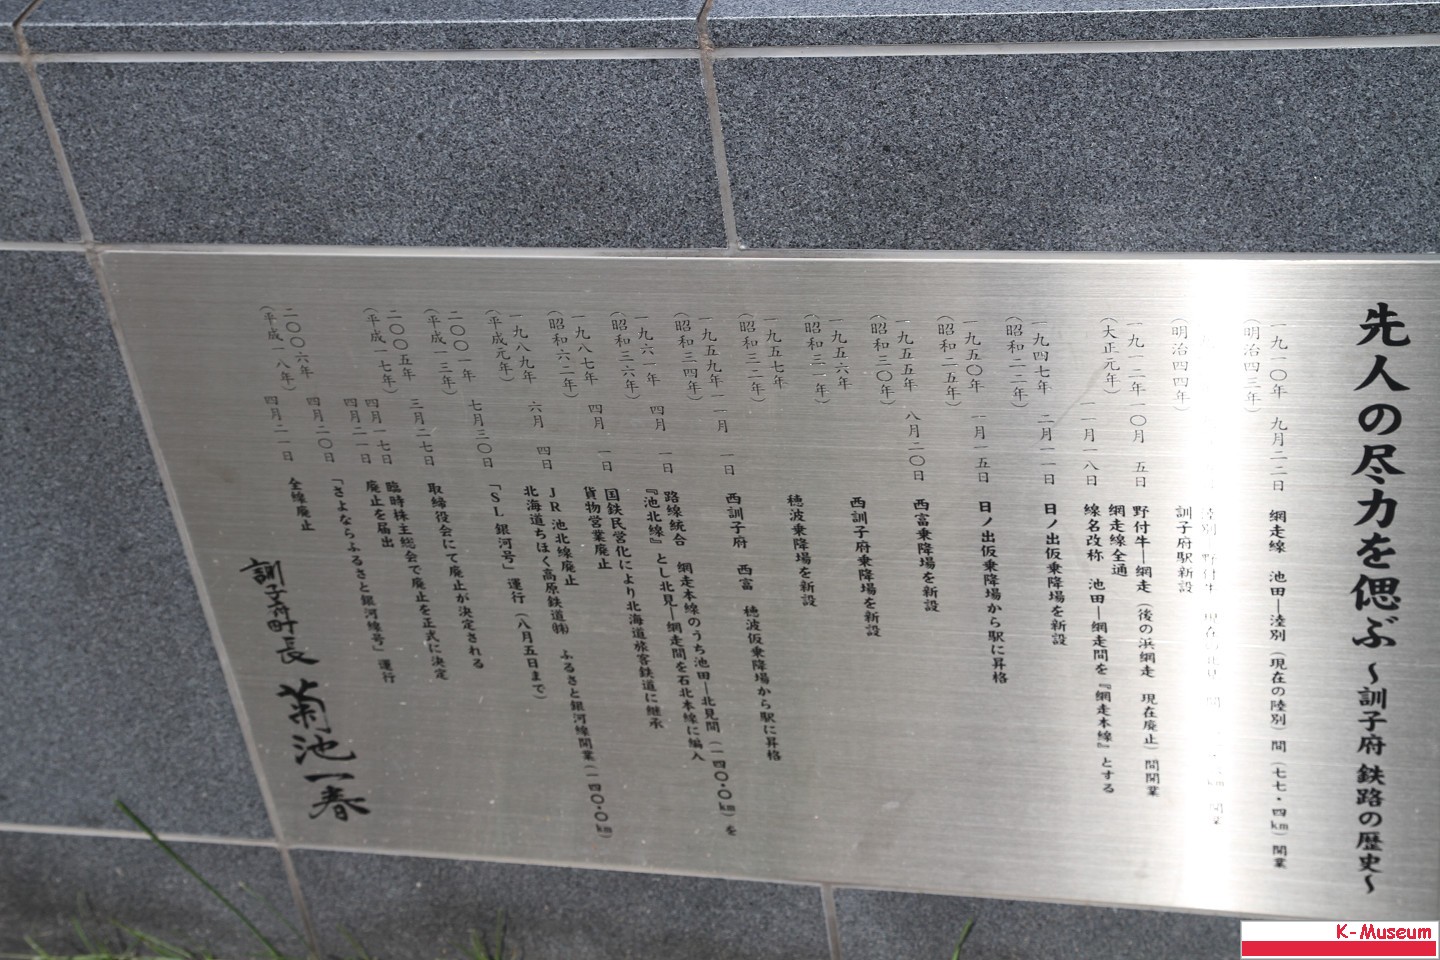 先人の尽力を偲ぶ ～訓子府 鉄路の歴史～
一九一〇年 九月二二日 網走線 池田―淕別（現在の陸別）間（七七・四km）開業
（明治四三年）
淕別 野付牛 現在の北見 間 開業
（明治四四年） 訓子府駅新設
一九一二年一〇月 五日 野付牛―網走（後の浜網走 現在廃止）間開業
（大正元年） 網走線全通
一一月一八日 線名改称 池田―網走間を『網走本線』とする
一九四七年 二月一一日 日ノ出仮乗降場を新設
（昭和二二年）
一九五〇年 一月一五日 日ノ出仮乗降場から駅に昇格
（昭和二五年）
一九五五年 八月二〇日 西富乗降場を新設
（昭和三〇年）
一九五六年 西訓子府乗降場を新設
（昭和三一年）
一九五七年 穂波乗降場を新設
（昭和三二年）
一九五九年一一月 一日 西訓子府 西富 穂波仮乗降場から駅に昇格
（昭和三四年）
一九六一年 四月 一日 路線統合 網走本線のうち池田―北見間（一四〇・〇km）を
（昭和三六年） 『池北線』とし北見―網走間を石北本線に編入
一九八七年 四月 一日 国鉄民営化により北海道旅客鉄道に継承
（昭和六二年） 貨物営業廃止
一九八九年 六月 四日 JR池北線廃止 ふるさと銀河線開業（一四〇・〇km）
（平成元年） 北海道ちほく高原鉄道㈱
七月三〇日 「SL銀河号」運行（八月五日まで）
二〇〇一年 三月二七日 取締役会にて廃止が決定される
（平成一三年）
二〇〇五年 四月一七日 臨時株主総会で廃止を正式に決定
（平成一七年） 四月二一日 廃止を届出
二〇〇六年 四月二〇日 「さよならふるさと銀河線号」運行
（平成一八年） 四月二一日 全線廃止
訓子府町長 菊池一春
K-Museum